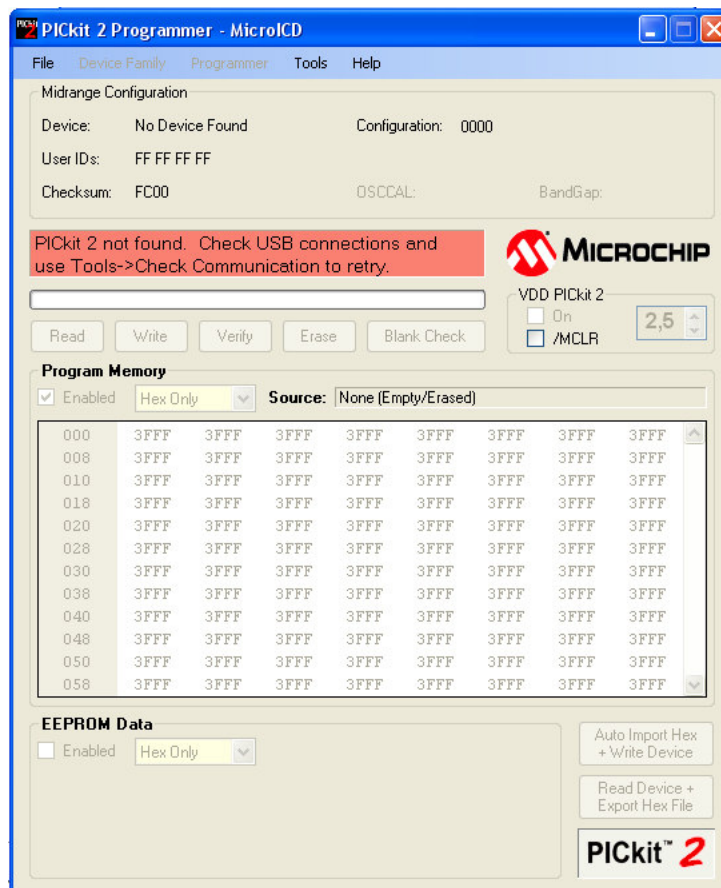 PICkit 2 Programmer - MicroICD
File Device Family Programmer Tools Help
Midrange Configuration
Device: No Device Found Configuration: 0000
User IDs: FF FF FF FF
Checksum: FC00 OSCCAL: BandGap:
PICkit 2 not found. Check USB connections and
use Tools->Check Communication to retry.
MICROCHIP
VDD PICkit 2
On
/MCLR
2,5
Read Write Verify Erase Blank Check
Program Memory
Enabled Hex Only Source: None (Empty/Erased)
000 3FFF 3FFF 3FFF 3FFF 3FFF 3FFF 3FFF 3FFF
008 3FFF 3FFF 3FFF 3FFF 3FFF 3FFF 3FFF 3FFF
010 3FFF 3FFF 3FFF 3FFF 3FFF 3FFF 3FFF 3FFF
018 3FFF 3FFF 3FFF 3FFF 3FFF 3FFF 3FFF 3FFF
020 3FFF 3FFF 3FFF 3FFF 3FFF 3FFF 3FFF 3FFF
028 3FFF 3FFF 3FFF 3FFF 3FFF 3FFF 3FFF 3FFF
030 3FFF 3FFF 3FFF 3FFF 3FFF 3FFF 3FFF 3FFF
038 3FFF 3FFF 3FFF 3FFF 3FFF 3FFF 3FFF 3FFF
040 3FFF 3FFF 3FFF 3FFF 3FFF 3FFF 3FFF 3FFF
048 3FFF 3FFF 3FFF 3FFF 3FFF 3FFF 3FFF 3FFF
050 3FFF 3FFF 3FFF 3FFF 3FFF 3FFF 3FFF 3FFF
058 3FFF 3FFF 3FFF 3FFF 3FFF 3FFF 3FFF 3FFF
EEPROM Data
Enabled Hex Only
Auto Import Hex
+ Write Device
Read Device +
Export Hex File
PICkit™ 2